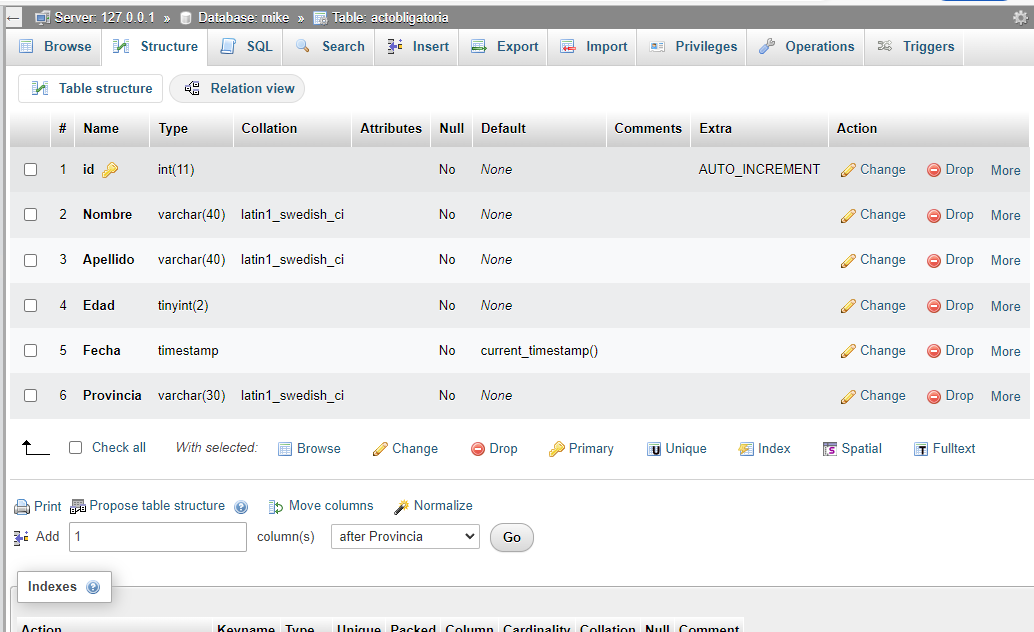 Server: 127.0.0.1 » Database: mike » Table: actobligatoria
Browse Structure SQL Search Insert Export Import Privileges Operations Triggers
Table structure Relation view
# Name Type Collation Attributes Null Default Comments Extra Action
1 id int(11) No None AUTO_INCREMENT Change Drop More
2 Nombre varchar(40) latin1_swedish_ci No None Change Drop More
3 Apellido varchar(40) latin1_swedish_ci No None Change Drop More
4 Edad tinyint(2) No None Change Drop More
5 Fecha timestamp No current_timestamp() Change Drop More
6 Provincia varchar(30) latin1_swedish_ci No None Change Drop More
Check all With selected: Browse Change Drop Primary Unique Index Spatial Fulltext
Print Propose table structure Move columns Normalize
Add 1 column(s) after Provincia Go
Indexes
Action Keyname Type Unique Packed Column Cardinality Collation Null Comment